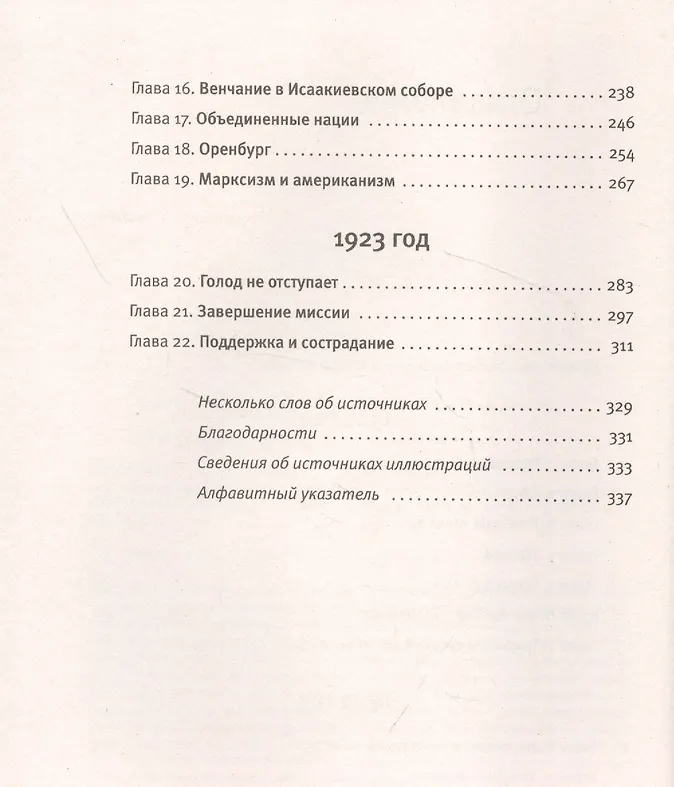 Глава 16. Венчание в Исаакиевском соборе .................. 238
Глава 17. Объединенные нации .............................. 246
Глава 18. Оренбург ........................................ 254
Глава 19. Марксизм и американизм .......................... 267
1923 ГОД
Глава 20. Голод не отступает .............................. 283
Глава 21. Завершение миссии ............................... 297
Глава 22. Поддержка и сострадание ......................... 311
Несколько слов об источниках .................. 329
Благодарности ................................. 331
Сведения об источниках иллюстраций ............ 333
Алфавитный указатель .......................... 337